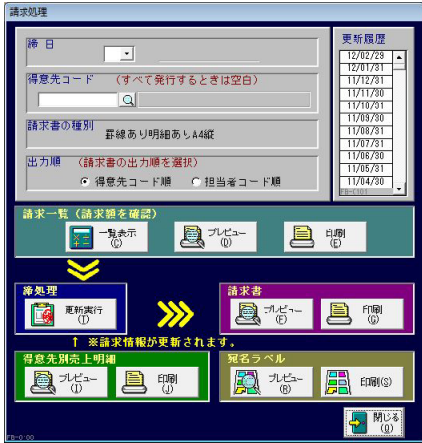 請求処理
締 日
得意先コード (すべて発行するときは空白)
請求書の種別 罫線あり明細ありA4縦
出力順 (請求書の出力順を選択)
得意先コード順 担当者コード順
更新履歴
12/02/29
12/01/31
11/12/31
11/11/30
11/10/31
11/09/30
11/08/31
11/07/31
11/06/30
11/05/31
11/04/30
FB-C101
請求一覧 (請求額を確認)
一覧表示
(C)
プレビュー
(D)
印刷
(E)
締処理
更新実行
(T)
↑ ※請求情報が更新されます。
請求書
プレビュー
(F)
印刷
(G)
得意先別売上明細
プレビュー
(I)
印刷
(J)
宛名ラベル
プレビュー
(R)
印刷(S)
閉じる
(Q)
FB-0:00